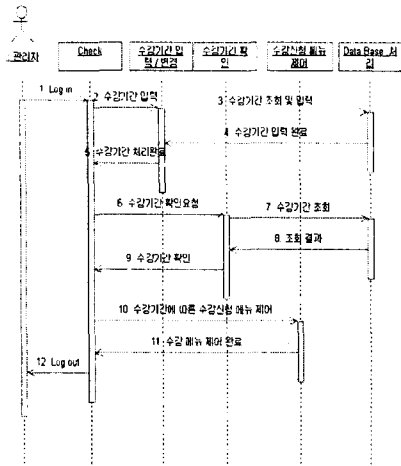 관리자
Check
수강기간 입
력/변경
수강기간 확
인
수강신청 메뉴
제어
Data Base 처
리
1 Log in
2 수강기간 입력
3 수강기간 조회 및 입력
4 수강기간 입력 완료
5 수강기간 처리완료
6 수강기간 확인요청
7 수강기간 조회
8 조회 결과
9 수강기간 확인
10 수강기간에 따른 수강신청 메뉴 제어
11 수강 메뉴 제어 완료
12 Log out